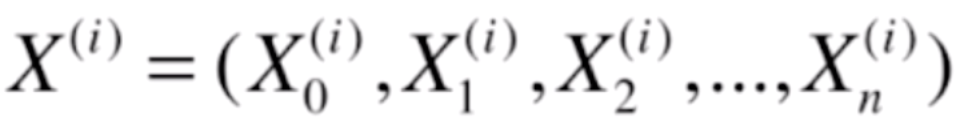 X^{(i)} = (X_0^{(i)}, X_1^{(i)}, X_2^{(i)}, ...., X_n^{(i)})